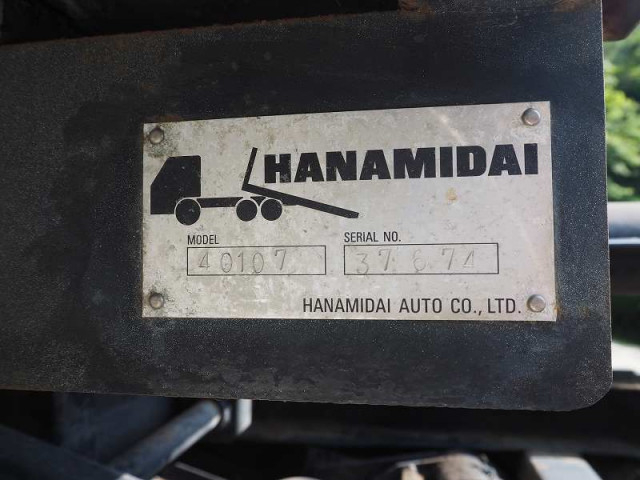 HANAMIDAI
MODEL SERIAL NO.
40107 37674
HANAMIDAI AUTO CO., LTD.